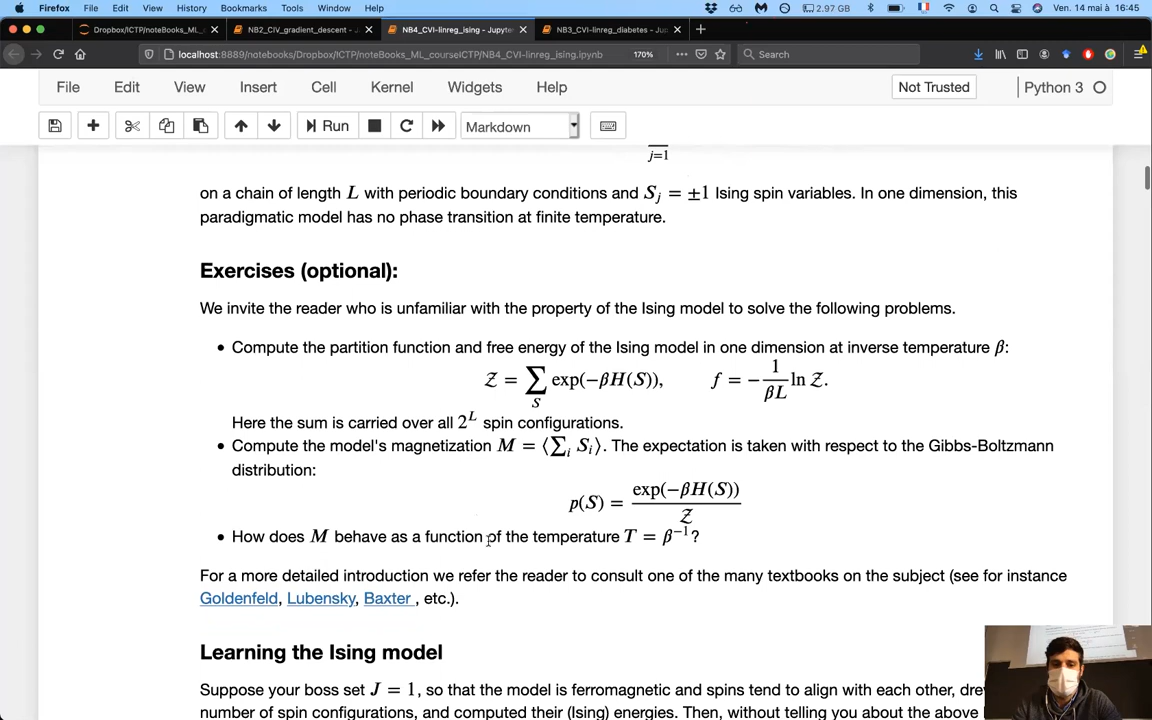 Firefox File Edit View History Bookmarks Tools Window Help 2.97 GB Ven. 14 mai à 16:45
Dropbox/ICTP/noteBooks_ML_ NB2_CIV_gradient_descent - Ju NB4_CVI-linreg_ising - Jupyte NB3_CVI-linreg_diabetes - Ju
localhost:8889/notebooks/Dropbox/ICTP/noteBooks_ML_courseICTP/NB4_CVI-linreg_ising.ipynb 170% Search
File Edit View Insert Cell Kernel Widgets Help Not Trusted Python 3
Run Markdown
j=1
on a chain of length L with periodic boundary conditions and S_j = ±1 Ising spin variables. In one dimension, this
paradigmatic model has no phase transition at finite temperature.
Exercises (optional):
We invite the reader who is unfamiliar with the property of the Ising model to solve the following problems.
• Compute the partition function and free energy of the Ising model in one dimension at inverse temperature β:
𝒵 = ∑_S exp(−βH(S)), f = −1/(βL) ln 𝒵.
Here the sum is carried over all 2^L spin configurations.
• Compute the model's magnetization M = ⟨∑_i S_i⟩. The expectation is taken with respect to the Gibbs-Boltzmann
distribution:
p(S) = exp(−βH(S)) / 𝒵
• How does M behave as a function of the temperature T = β^−1?
For a more detailed introduction we refer the reader to consult one of the many textbooks on the subject (see for instance
Goldenfeld, Lubensky, Baxter , etc.).
Learning the Ising model
Suppose your boss set J = 1, so that the model is ferromagnetic and spins tend to align with each other,
number of spin configurations, and computed their (Ising) energies. Then, without telling you about the above